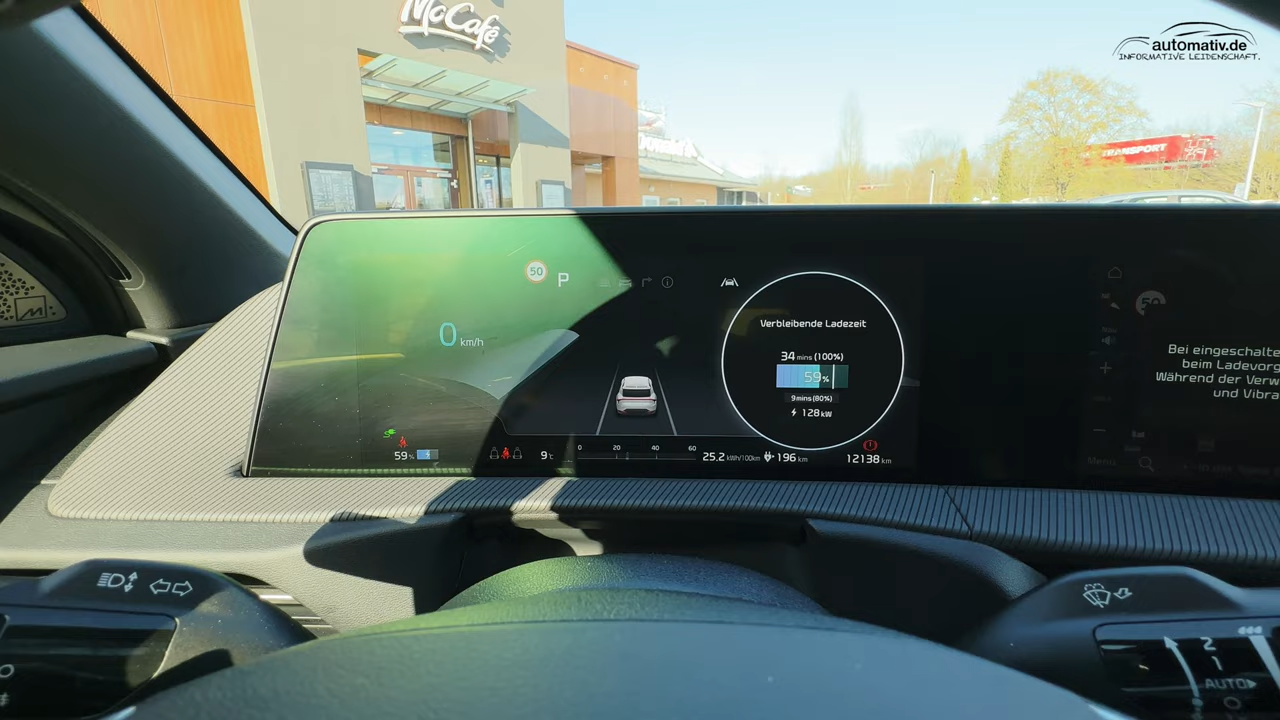 McCafé
automativ.de
INFORMATIVE LEIDENSCHAFT.
TRANSPORT
50 P
0 km/h
Verbleibende Ladezeit
34 mins (100%)
59%
9mins (80%)
128 kW
59%
9°C
0 20 40 60
25.2 kWh/100km
196 km
12138 km
50
Bei eingeschalte
beim Ladevorg
Während der Verw
und Vibra
Menü
2
1
AUTO
O